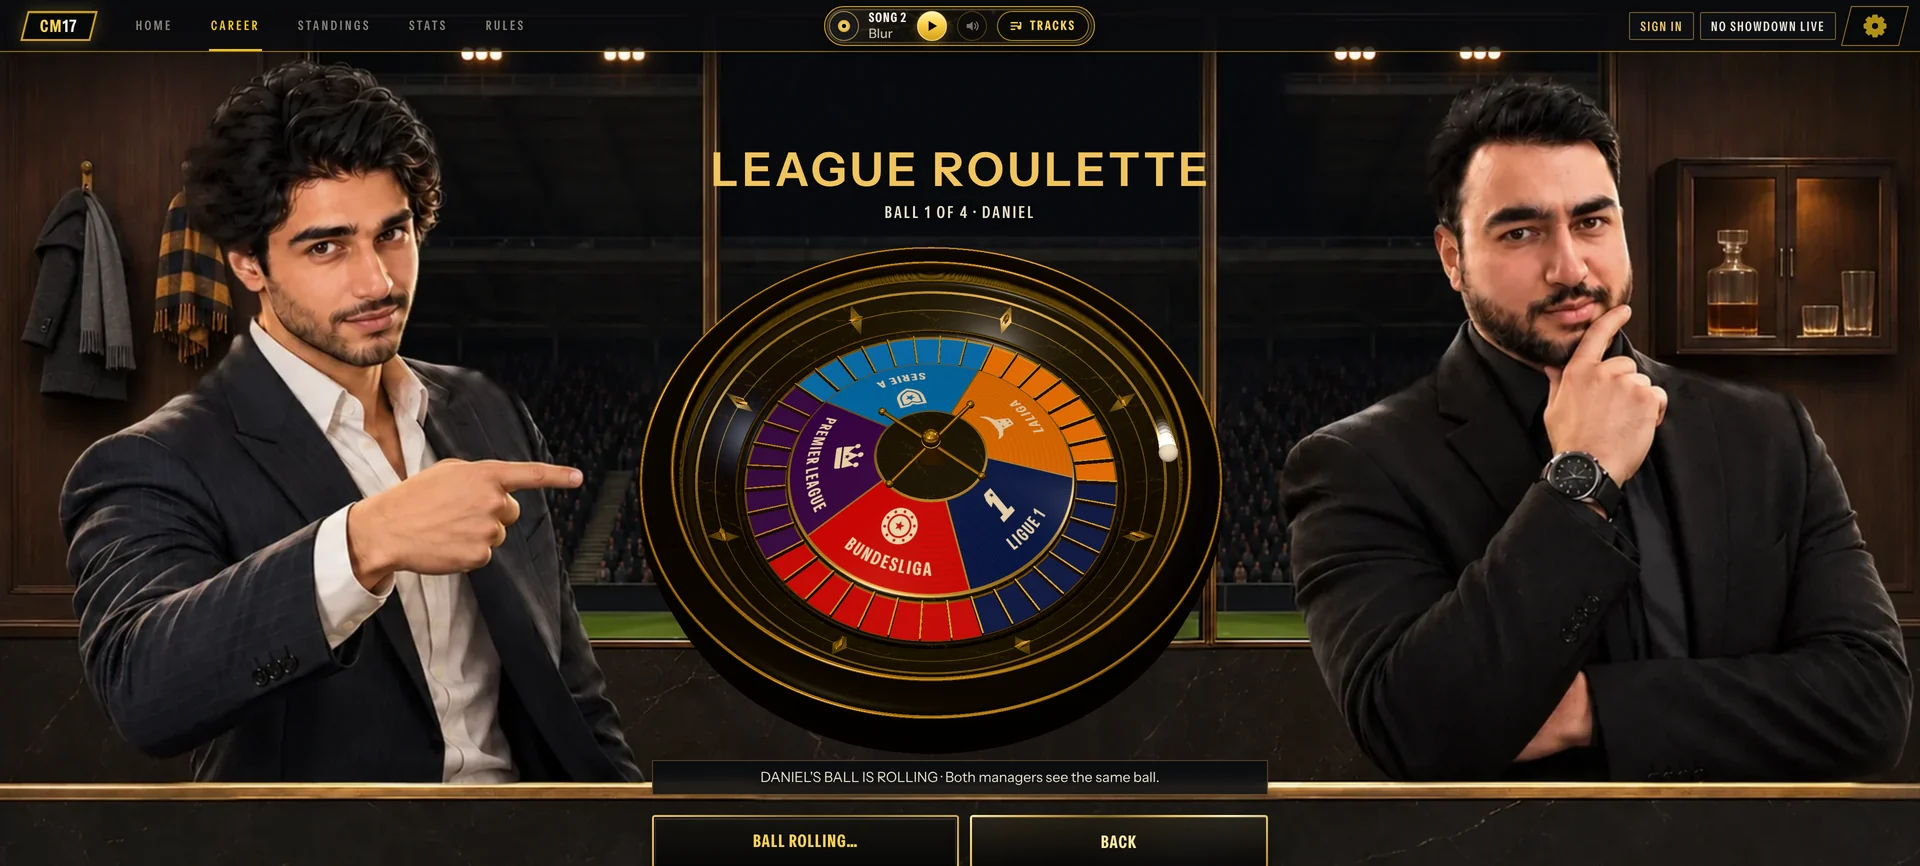 CM17
HOME
CAREER
STANDINGS
STATS
RULES
SONG 2
Blur
TRACKS
SIGN IN
NO SHOWDOWN LIVE
LEAGUE ROULETTE
BALL 1 OF 4 · DANIEL
SERIE A
LALIGA
PREMIER LEAGUE
1
LIGUE 1
BUNDESLIGA
DANIEL'S BALL IS ROLLING · Both managers see the same ball.
BALL ROLLING...
BACK